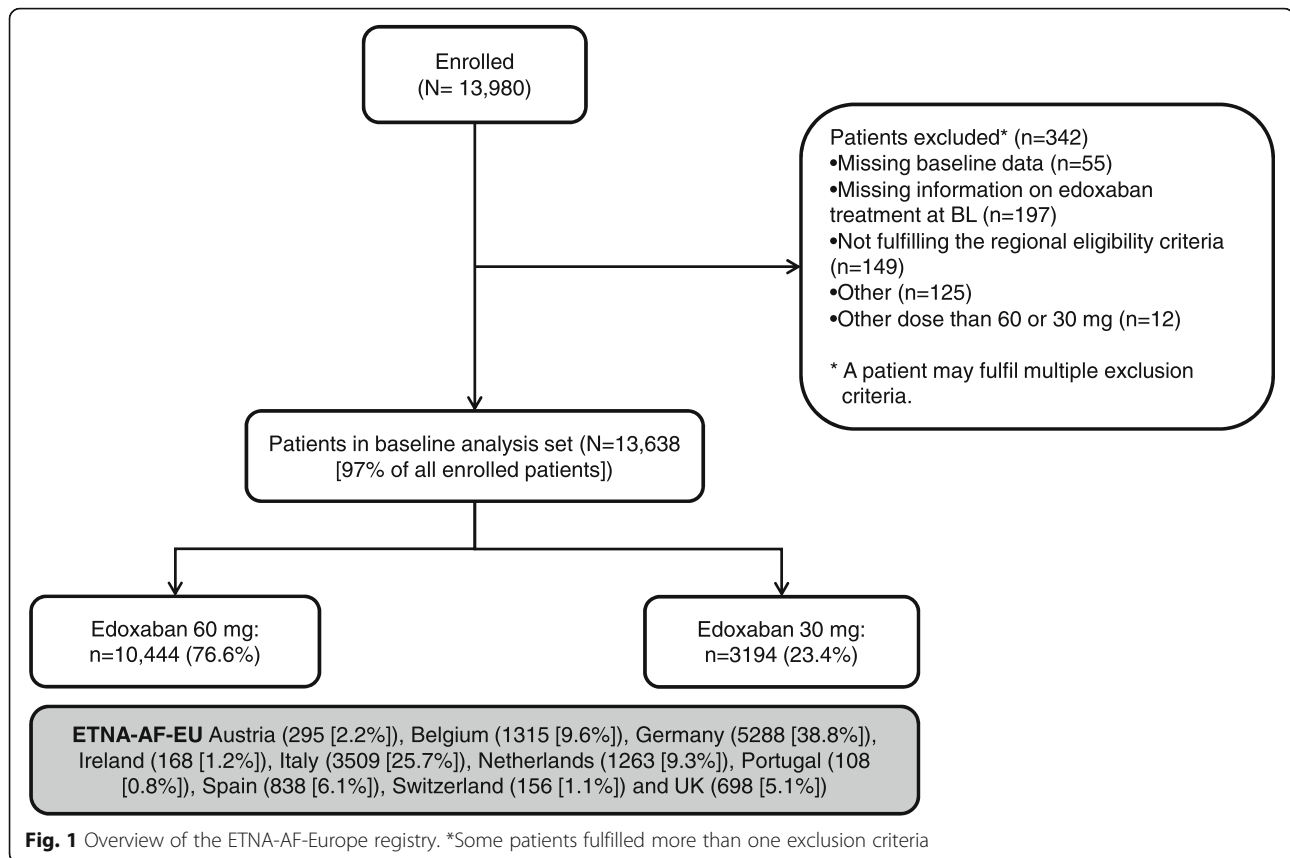 Enrolled
(N= 13,980)
Patients excluded* (n=342)
•Missing baseline data (n=55)
•Missing information on edoxaban
treatment at BL (n=197)
•Not fulfilling the regional eligibility criteria
(n=149)
•Other (n=125)
•Other dose than 60 or 30 mg (n=12)
* A patient may fulfil multiple exclusion
criteria.
Patients in baseline analysis set (N=13,638
[97% of all enrolled patients])
Edoxaban 60 mg:
n=10,444 (76.6%)
Edoxaban 30 mg:
n=3194 (23.4%)
ETNA-AF-EU Austria (295 [2.2%]), Belgium (1315 [9.6%]), Germany (5288 [38.8%]),
Ireland (168 [1.2%]), Italy (3509 [25.7%]), Netherlands (1263 [9.3%]), Portugal (108
[0.8%]), Spain (838 [6.1%]), Switzerland (156 [1.1%]) and UK (698 [5.1%])
Fig. 1 Overview of the ETNA-AF-Europe registry. *Some patients fulfilled more than one exclusion criteria